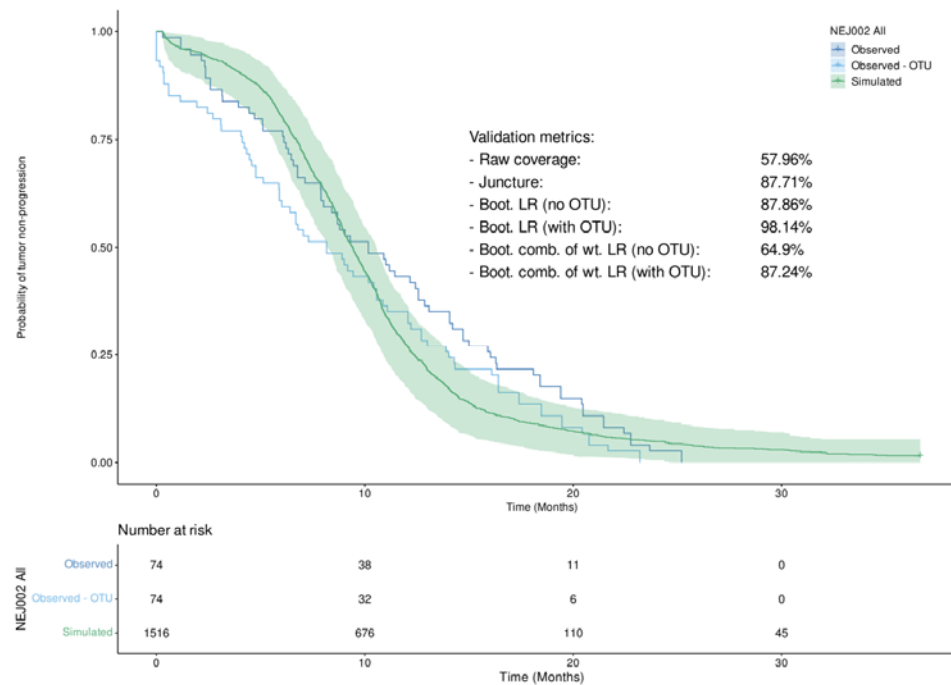 NEJ002 All
Observed
Observed - OTU
Simulated
Probability of tumor non-progression
1.00
0.75
0.50
0.25
0.00
Validation metrics:
- Raw coverage: 57.96%
- Juncture: 87.71%
- Boot. LR (no OTU): 87.86%
- Boot. LR (with OTU): 98.14%
- Boot. comb. of wt. LR (no OTU): 64.9%
- Boot. comb. of wt. LR (with OTU): 87.24%
0 10 20 30
Time (Months)
Number at risk
NEJ002 All
Observed 74 38 11 0
Observed - OTU 74 32 6 0
Simulated 1516 676 110 45
0 10 20 30
Time (Months)